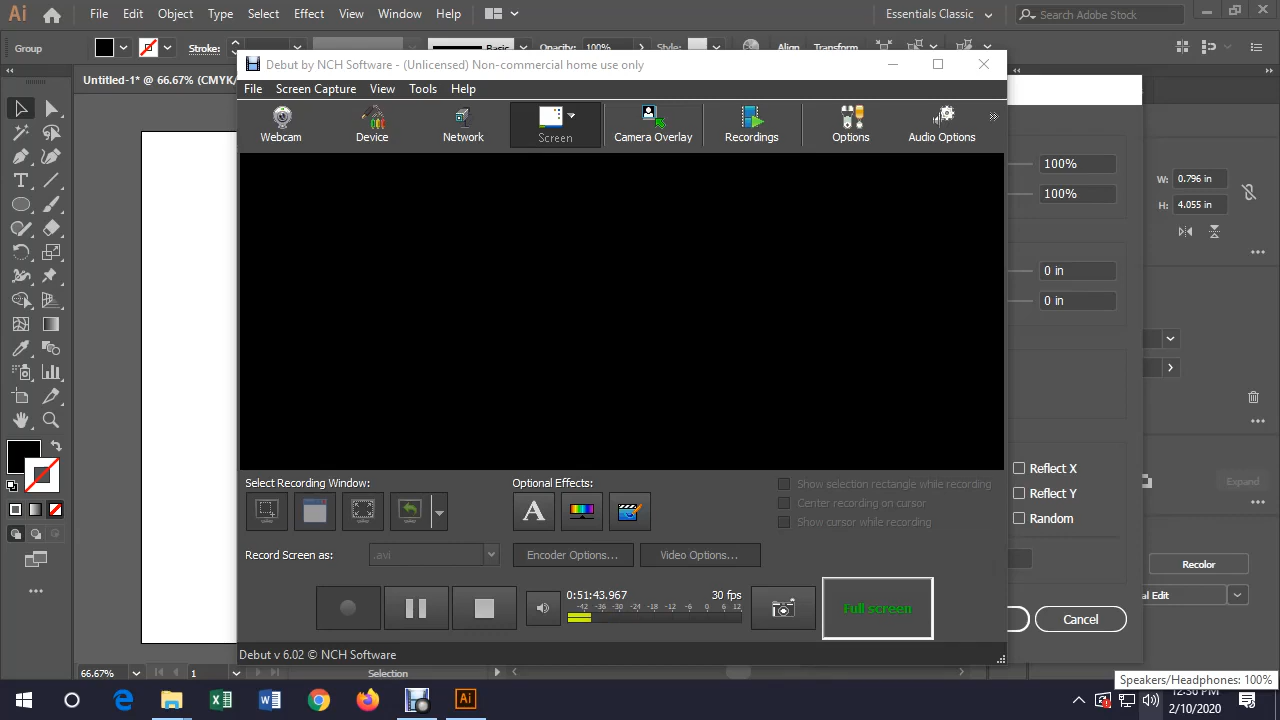 Ai File Edit Object Type Select Effect View Window Help Essentials Classic Search Adobe Stock
Group Stroke: Basic Opacity: 100% Style: Align Transform
Untitled-1* @ 66.67% (CMYK/
Debut by NCH Software - (Unlicensed) Non-commercial home use only
File Screen Capture View Tools Help
Webcam Device Network Screen Camera Overlay Recordings Options Audio Options
100%
100%
W: 0.796 in
H: 4.055 in
0 in
0 in
Reflect X
Reflect Y
Random
Expand
Select Recording Window: Optional Effects:
Show selection rectangle while recording
Center recording on cursor
Show cursor while recording
Record Screen as: .avi Encoder Options... Video Options...
Recolor
al Edit
0:51:43.967 30 fps
-42 -36 -30 -24 -18 -12 -6 0 6 12
Full screen
Cancel
Debut v 6.02 © NCH Software
66.67% 1 Selection
Speakers/Headphones: 100%
Ai
2/10/2020